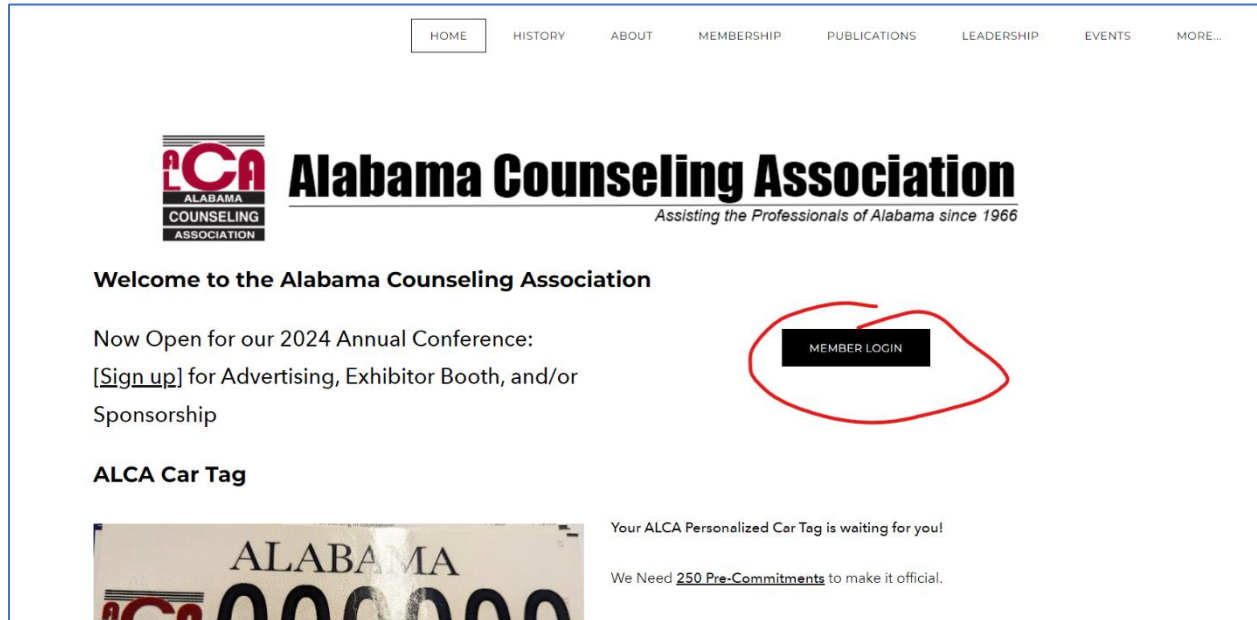 HOME HISTORY ABOUT MEMBERSHIP PUBLICATIONS LEADERSHIP EVENTS MORE...
ALCA
ALABAMA
COUNSELING
ASSOCIATION
Alabama Counseling Association
Assisting the Professionals of Alabama since 1966
Welcome to the Alabama Counseling Association
Now Open for our 2024 Annual Conference:
[Sign up] for Advertising, Exhibitor Booth, and/or
Sponsorship
MEMBER LOGIN
ALCA Car Tag
ALABAMA
Your ALCA Personalized Car Tag is waiting for you!
We Need 250 Pre-Commitments to make it official.